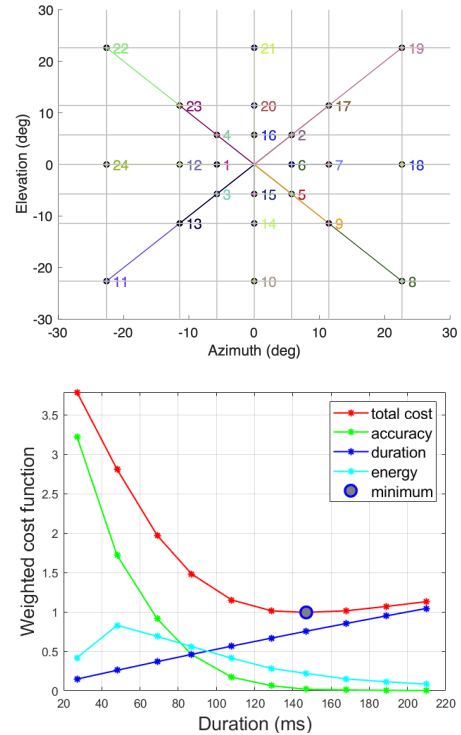 30
22 21 19
20
23 20 17
10
4 16 2
Elevation (deg)
0
24 12 1 6 7 18
3 15 5
-10
13 14 9
-20
11 10 8
-30
-30 -20 -10 0 10 20 30
Azimuth (deg)
3.5
3
2.5
2
1.5
1
0.5
0
Weighted cost function
total cost
accuracy
duration
energy
minimum
20 40 60 80 100 120 140 160 180 200 220
Duration (ms)